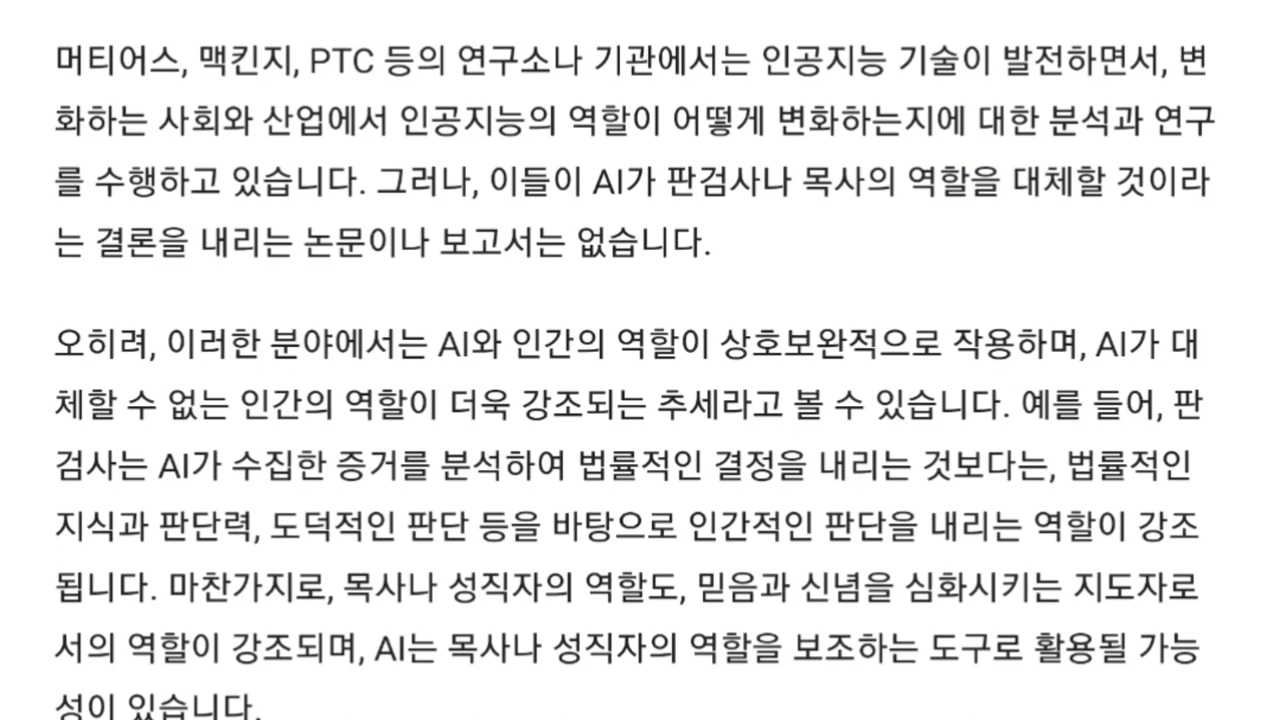 머티어스, 맥킨지, PTC 등의 연구소나 기관에서는 인공지능 기술이 발전하면서, 변
화하는 사회와 산업에서 인공지능의 역할이 어떻게 변화하는지에 대한 분석과 연구
를 수행하고 있습니다. 그러나, 이들이 AI가 판검사나 목사의 역할을 대체할 것이라
는 결론을 내리는 논문이나 보고서는 없습니다.
오히려, 이러한 분야에서는 AI와 인간의 역할이 상호보완적으로 작용하며, AI가 대
체할 수 없는 인간의 역할이 더욱 강조되는 추세라고 볼 수 있습니다. 예를 들어, 판
검사는 AI가 수집한 증거를 분석하여 법률적인 결정을 내리는 것보다는, 법률적인
지식과 판단력, 도덕적인 판단 등을 바탕으로 인간적인 판단을 내리는 역할이 강조
됩니다. 마찬가지로, 목사나 성직자의 역할도, 믿음과 신념을 심화시키는 지도자로
서의 역할이 강조되며, AI는 목사나 성직자의 역할을 보조하는 도구로 활용될 가능
성이 있습니다.